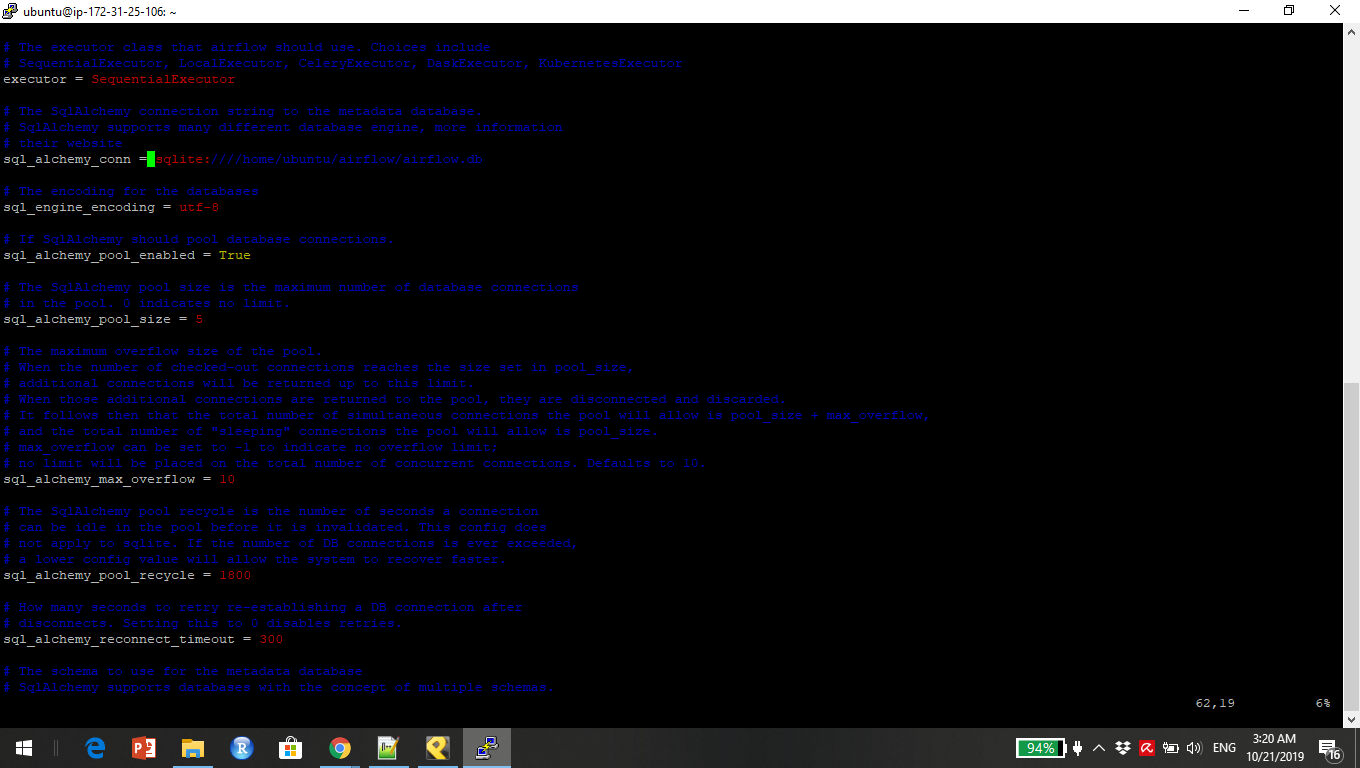 ubuntu@ip-172-31-25-106: ~
# The executor class that airflow should use. Choices include
# SequentialExecutor, LocalExecutor, CeleryExecutor, DaskExecutor, KubernetesExecutor
executor = SequentialExecutor
# The SqlAlchemy connection string to the metadata database.
# SqlAlchemy supports many different database engine, more information
# their website
sql_alchemy_conn = sqlite:////home/ubuntu/airflow/airflow.db
# The encoding for the databases
sql_engine_encoding = utf-8
# If SqlAlchemy should pool database connections.
sql_alchemy_pool_enabled = True
# The SqlAlchemy pool size is the maximum number of database connections
# in the pool. 0 indicates no limit.
sql_alchemy_pool_size = 5
# The maximum overflow size of the pool.
# When the number of checked-out connections reaches the size set in pool_size,
# additional connections will be returned up to this limit.
# When those additional connections are returned to the pool, they are disconnected and discarded.
# It follows then that the total number of simultaneous connections the pool will allow is pool_size + max_overflow,
# and the total number of "sleeping" connections the pool will allow is pool_size.
# max_overflow can be set to -1 to indicate no overflow limit;
# no limit will be placed on the total number of concurrent connections. Defaults to 10.
sql_alchemy_max_overflow = 10
# The SqlAlchemy pool recycle is the number of seconds a connection
# can be idle in the pool before it is invalidated. This config does
# not apply to sqlite. If the number of DB connections is ever exceeded,
# a lower config value will allow the system to recover faster.
sql_alchemy_pool_recycle = 1800
# How many seconds to retry re-establishing a DB connection after
# disconnects. Setting this to 0 disables retries.
sql_alchemy_reconnect_timeout = 300
# The schema to use for the metadata database
# SqlAlchemy supports databases with the concept of multiple schemas.
62,19 6%
94% ENG 3:20 AM
10/21/2019 16